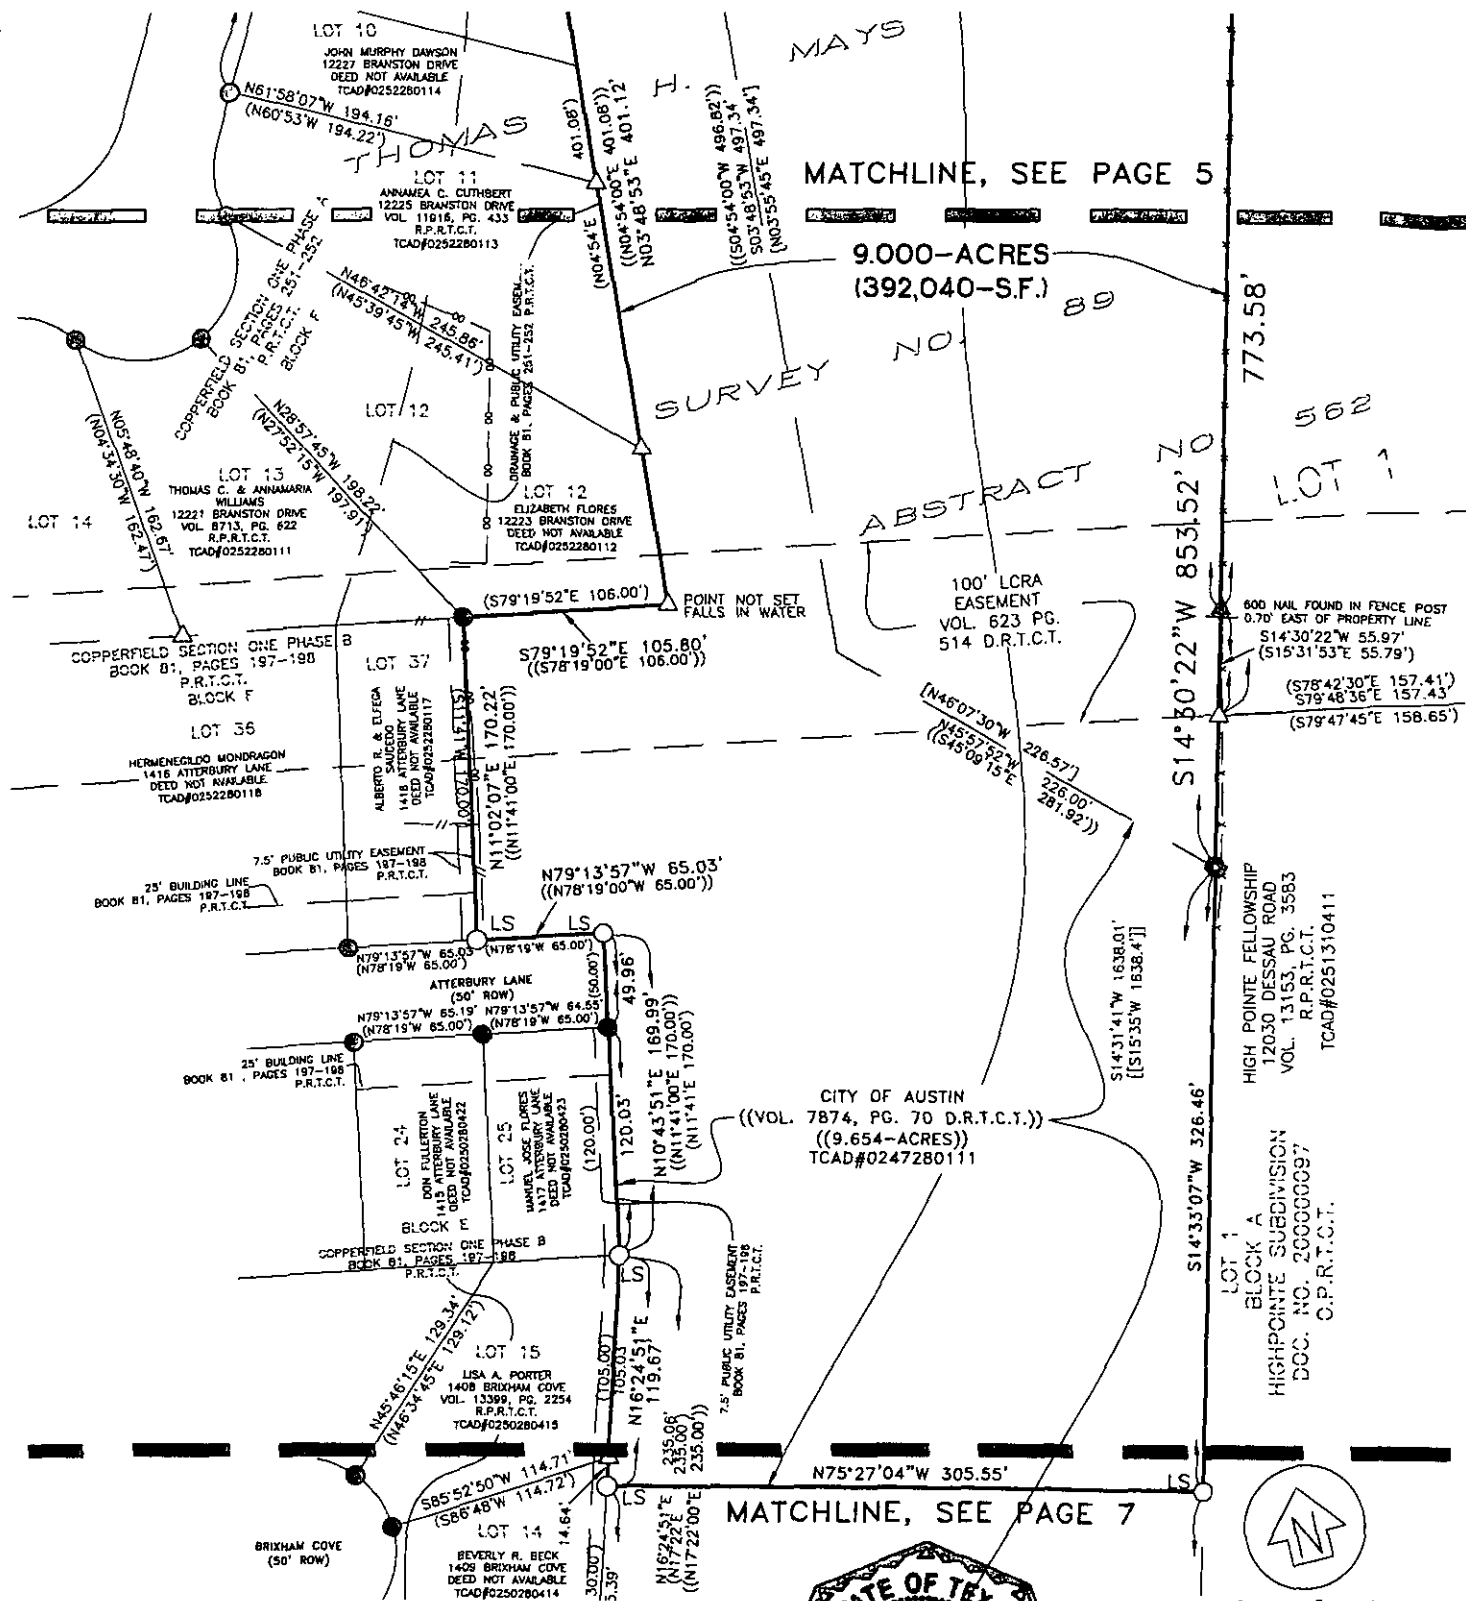 LOT 10
JOHN MURPHY DAWSON
12227 BRANSTON DRIVE
DEED NOT AVAILABLE
TCAD#0252280114
N61°58'07"W 194.16'
(N60°53'W 194.22')
THOMAS
H.
MAYS
401.08')
(N04°54'E
((N04°54'00"E 401.08'))
N03°48'53"E 401.12'
((S04°54'00"W 496.82'))
S03°48'53"W 497.34'
[N03°55'45"E 497.34']
MATCHLINE, SEE PAGE 5
LOT 11
ANNAMEA C. CUTHBERT
12225 BRANSTON DRIVE
VOL 11916, PG. 433
R.P.R.T.C.T.
TCAD#0252280113
9.000-ACRES
(392,040-S.F.)
COPPERFIELD SECTION ONE PHASE A
BOOK 81, PAGES 251-252
P.R.T.C.T.
BLOCK F
N46°42'14"W 245.86'
(N45°39'45"W 245.41')
DRAINAGE & PUBLIC UTILITY EASEM.
BOOK 81, PAGES 251-252 P.R.T.C.T.
773.58'
SURVEY NO. 89
ABSTRACT NO 562
LOT 1
LOT 12
N28°57'45"W 198.22'
(N27°52'15"W 197.91')
N05°48'40"W 162.67'
(N04°34'30"W 162.47')
LOT 13
THOMAS C. & ANNAMARIA
WILLIAMS
12221 BRANSTON DRIVE
VOL 8713, PG. 622
R.P.R.T.C.T.
TCAD#0252280111
LOT 14
LOT 12
ELIZABETH FLORES
12223 BRANSTON DRIVE
DEED NOT AVAILABLE
TCAD#0252280112
S14°30'22"W 853.52'
100' LCRA
EASEMENT
VOL. 623 PG.
514 D.R.T.C.T.
(S79°19'52"E 106.00')
POINT NOT SET
FALLS IN WATER
S79°19'52"E 105.80'
((S78°19'00"E 106.00'))
60D NAIL FOUND IN FENCE POST
0.70' EAST OF PROPERTY LINE
S14°30'22"W 55.97'
(S15°31'53"E 55.79')
(S78°42'30"E 157.41')
S79°48'36"E 157.43'
(S79°47'45"E 158.65')
COPPERFIELD SECTION ONE PHASE B
BOOK 81, PAGES 197-198
P.R.T.C.T.
BLOCK F
LOT 37
ALBERTO R. & ELFEGA
SAUCEDO
1418 ATTERBURY LANE
DEED NOT AVAILABLE
TCAD#0252280117
(S11°41'W 170.00')
N11°02'07"E 170.22'
((N11°41'00"E 170.00'))
LOT 36
HERMENEGILDO MONDRAGON
1416 ATTERBURY LANE
DEED NOT AVAILABLE
TCAD#0252280118
[N46°07'30"W 226.57']
N45°57'52"W 226.00'
((S45°09'15"E 281.92'))
7.5' PUBLIC UTILITY EASEMENT
BOOK 81, PAGES 197-198
P.R.T.C.T.
25' BUILDING LINE
BOOK 81, PAGES 197-198
P.R.T.C.T.
N79°13'57"W 65.03'
((N78°19'00"W 65.00'))
LS
LS
N79°13'57"W 65.03'
(N78°19'W 65.00')
(N78°19'W 65.00')
ATTERBURY LANE
(50' ROW)
(50.00')
49.96'
N79°13'57"W 65.19'
(N78°19'W 65.00')
N79°13'57"W 64.55'
(N78°19'W 65.00')
25' BUILDING LINE
BOOK 81, PAGES 197-198
P.R.T.C.T.
LOT 24
DON FULLERTON
1415 ATTERBURY LANE
DEED NOT AVAILABLE
TCAD#0250280422
LOT 25
MANUEL JOSE FLORES
1417 ATTERBURY LANE
DEED NOT AVAILABLE
TCAD#0250280423
(120.00')
120.03'
N10°43'51"E 169.99'
((N11°41'00"E 170.00'))
(N11°41'E 170.00')
CITY OF AUSTIN
((VOL. 7874, PG. 70 D.R.T.C.T.))
((9.654-ACRES))
TCAD#0247280111
S14°31'41"W 1638.01'
[[S15°35'W 1638.4']]
S14°33'07"W 326.46'
HIGH POINTE FELLOWSHIP
12030 DESSAU ROAD
VOL. 13153, PG. 3583
R.P.R.T.C.T.
TCAD#0251310411
LOT 1
BLOCK A
HIGHPOINTE SUBDIVISION
DOC. NO. 200000097
O.P.R.T.C.T.
BLOCK E
COPPERFIELD SECTION ONE PHASE B
BOOK 81, PAGES 197-198
P.R.T.C.T.
LS
7.5' PUBLIC UTILITY EASEMENT
BOOK 81, PAGES 197-198
P.R.T.C.T.
N45°46'15"E 129.34'
(N46°34'45"E 129.12')
LOT 15
LISA A. PORTER
1408 BRIXHAM COVE
VOL. 13399, PG. 2254
R.P.R.T.C.T.
TCAD#0250280415
(105.00')
105.03'
N16°24'51"E
119.67'
N16°24'51"E 235.06'
(N17°22'E 235.00')
((N17°22'00"E 235.00'))
S85°52'50"W 114.71'
(S86°48'W 114.72')
N75°27'04"W 305.55'
LS
LS
MATCHLINE, SEE PAGE 7
14.64'
LOT 14
BEVERLY R. BECK
1409 BRIXHAM COVE
DEED NOT AVAILABLE
TCAD#0250280414
BRIXHAM COVE
(50' ROW)
30.00')
5.39'
N